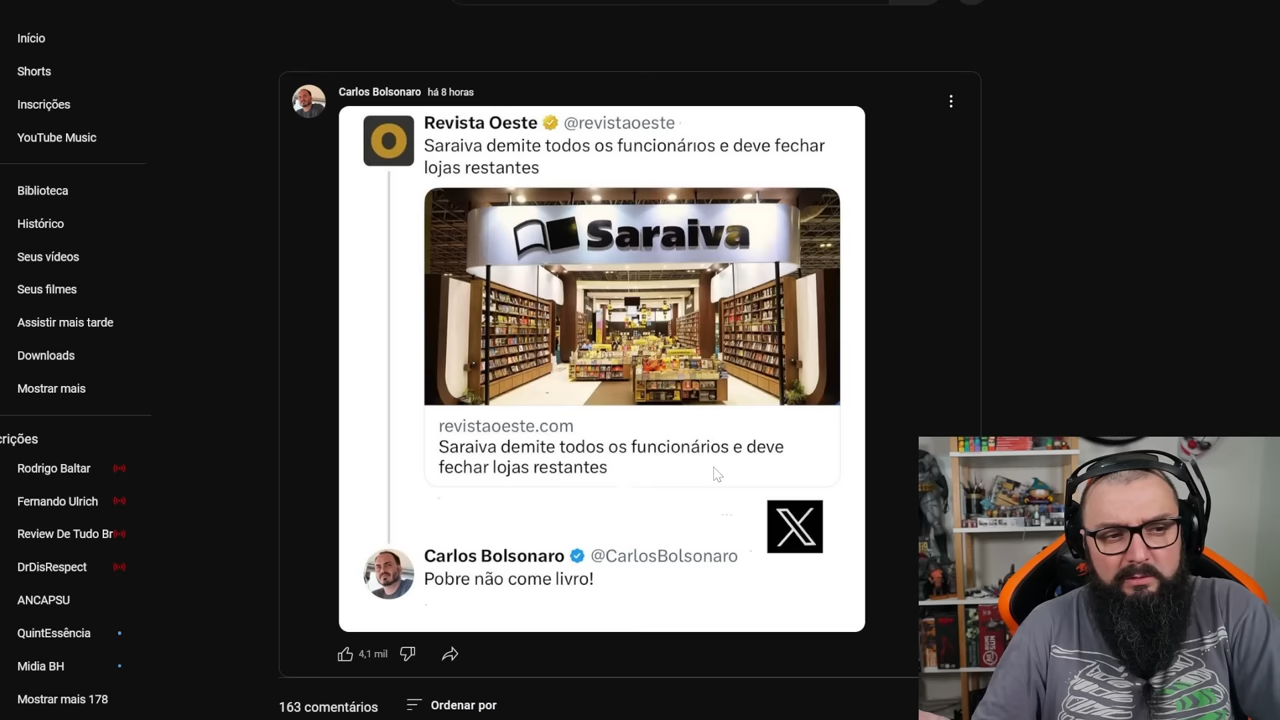 Início
Shorts
Inscrições
YouTube Music
Biblioteca
Histórico
Seus vídeos
Seus filmes
Assistir mais tarde
Downloads
Mostrar mais
crições
Rodrigo Baltar
Fernando Ulrich
Review De Tudo Br
DrDisRespect
ANCAPSU
QuintEssência
Midia BH
Mostrar mais 178
Carlos Bolsonaro há 8 horas
Revista Oeste @revistaoeste
Saraiva demite todos os funcionários e deve fechar
lojas restantes
Saraiva
revistaoeste.com
Saraiva demite todos os funcionários e deve
fechar lojas restantes
X
Carlos Bolsonaro @CarlosBolsonaro
Pobre não come livro!
4,1 mil
163 comentários Ordenar por